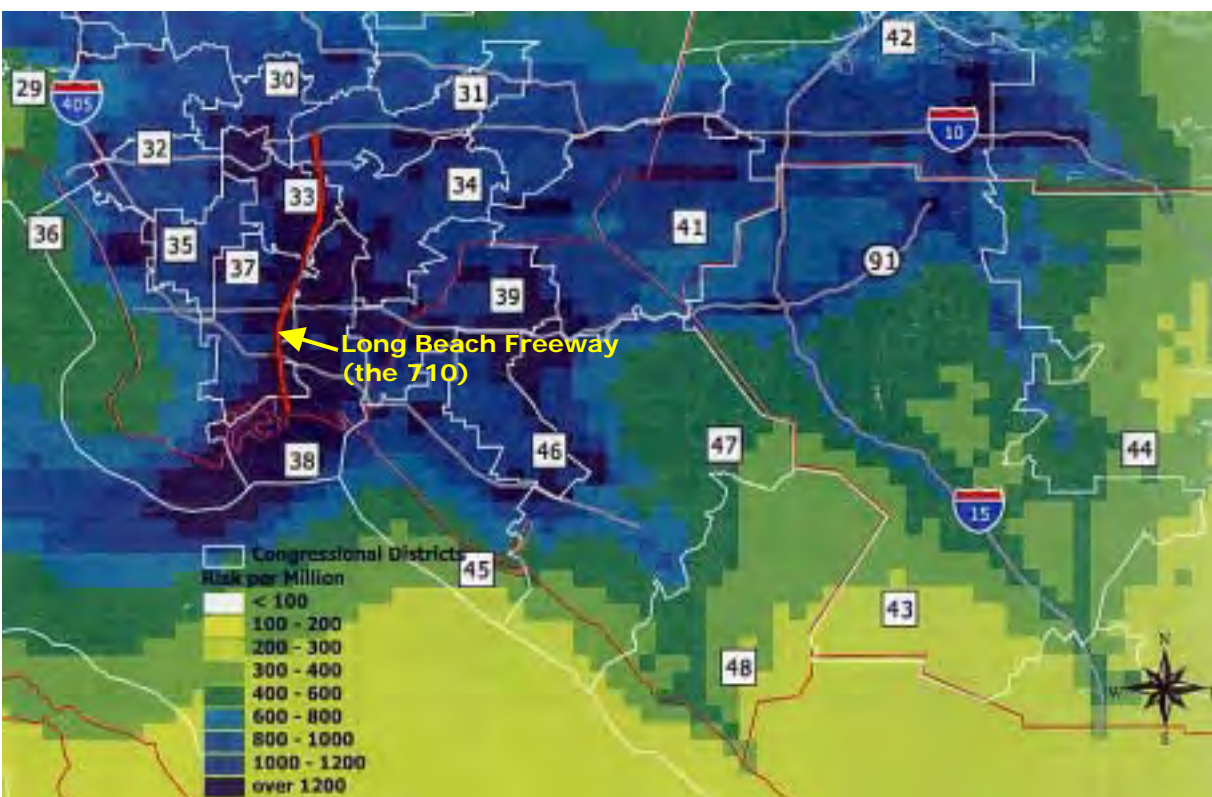 42
30
29
31
405
10
32
34
33
36
41
35
37
91
39
Long Beach Freeway
(the 710)
46
47
44
38
15
Congressional Districts
45
Risk per Million
< 100
43
100 - 200
200 - 300
N
300 - 400
48
400 - 600
W
600 - 800
S
800 - 1000
1000 - 1200
over 1200